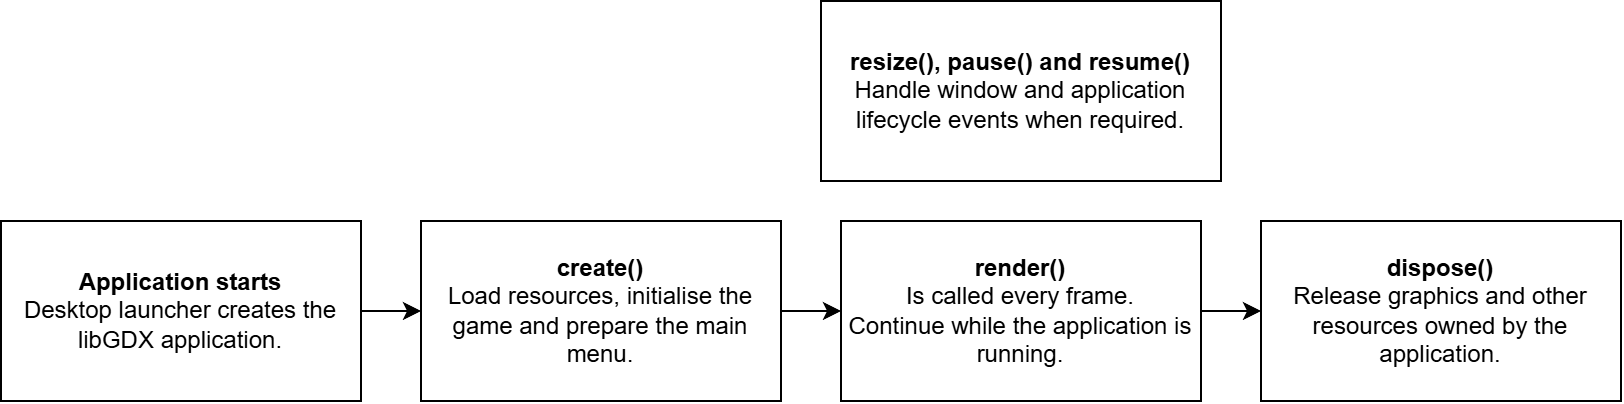 resize(), pause() and resume()
Handle window and application
lifecycle events when required.
Application starts
Desktop launcher creates the
libGDX application.
create()
Load resources, initialise the
game and prepare the main
menu.
render()
Is called every frame.
Continue while the application is
running.
dispose()
Release graphics and other
resources owned by the
application.